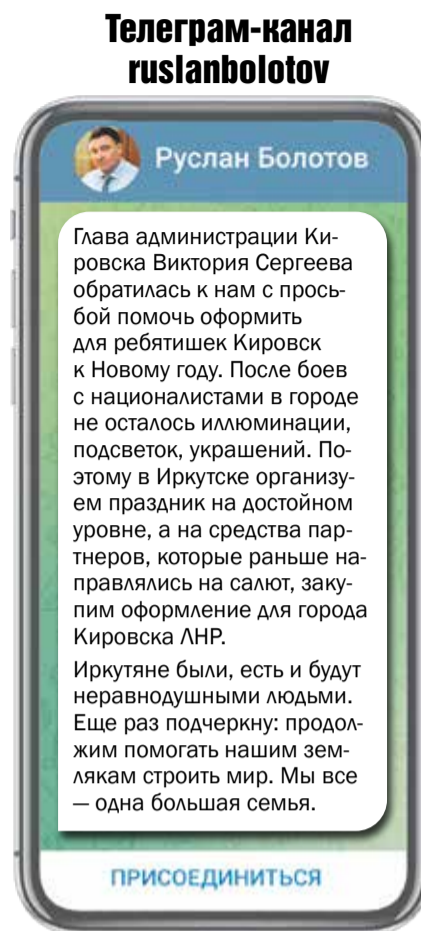 Телеграм-канал
ruslanbolotov
Руслан Болотов
Глава администрации Ки-
ровска Виктория Сергеева
обратилась к нам с прось-
бой помочь оформить
для ребятишек Кировск
к Новому году. После боев
с националистами в городе
не осталось иллюминации,
подсветок, украшений. По-
этому в Иркутске организу-
ем праздник на достойном
уровне, а на средства пар-
тнеров, которые раньше на-
правлялись на салют, заку-
пим оформление для города
Кировска ЛНР.
Иркутяне были, есть и будут
неравнодушными людьми.
Еще раз подчеркну: продол-
жим помогать нашим зем-
лякам строить мир. Мы все
— одна большая семья.
ПРИСОЕДИНИТЬСЯ